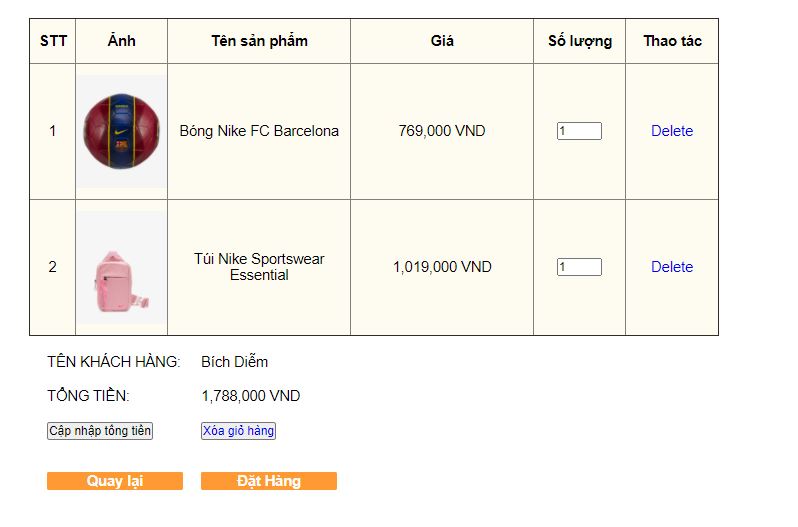 STT Ảnh Tên sản phẩm Giá Số lượng Thao tác
1 Bóng Nike FC Barcelona 769,000 VND 1 Delete
2 Túi Nike Sportswear Essential 1,019,000 VND 1 Delete
TÊN KHÁCH HÀNG: Bích Diễm
TỔNG TIỀN: 1,788,000 VND
Cập nhập tổng tiền Xóa giỏ hàng
Quay lại Đặt Hàng